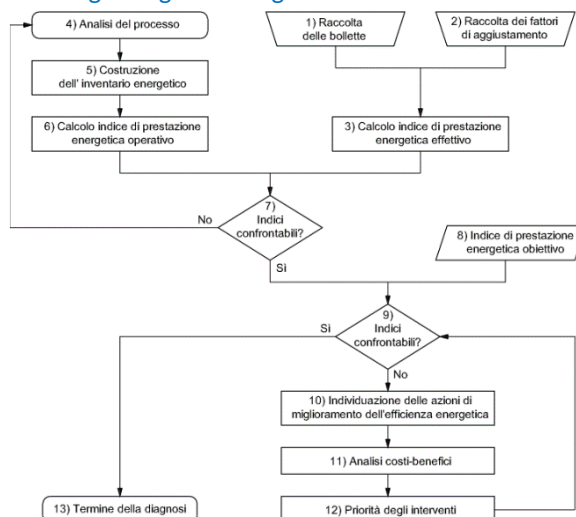 4) Analisi del processo
1) Raccolta
delle bollette
2) Raccolta dei fattori
di aggiustamento
5) Costruzione
dell' inventario energetico
6) Calcolo indice di prestazione
energetica operativo
3) Calcolo indice di prestazione
energetica effettivo
7)
Indici
confrontabili?
No
Sì
8) Indice di prestazione
energetica obiettivo
9)
Indici
confrontabili?
Sì
No
10) Individuazione delle azioni di
miglioramento dell'efficienza energetica
11) Analisi costi-benefici
13) Termine della diagnosi
12) Priorità degli interventi